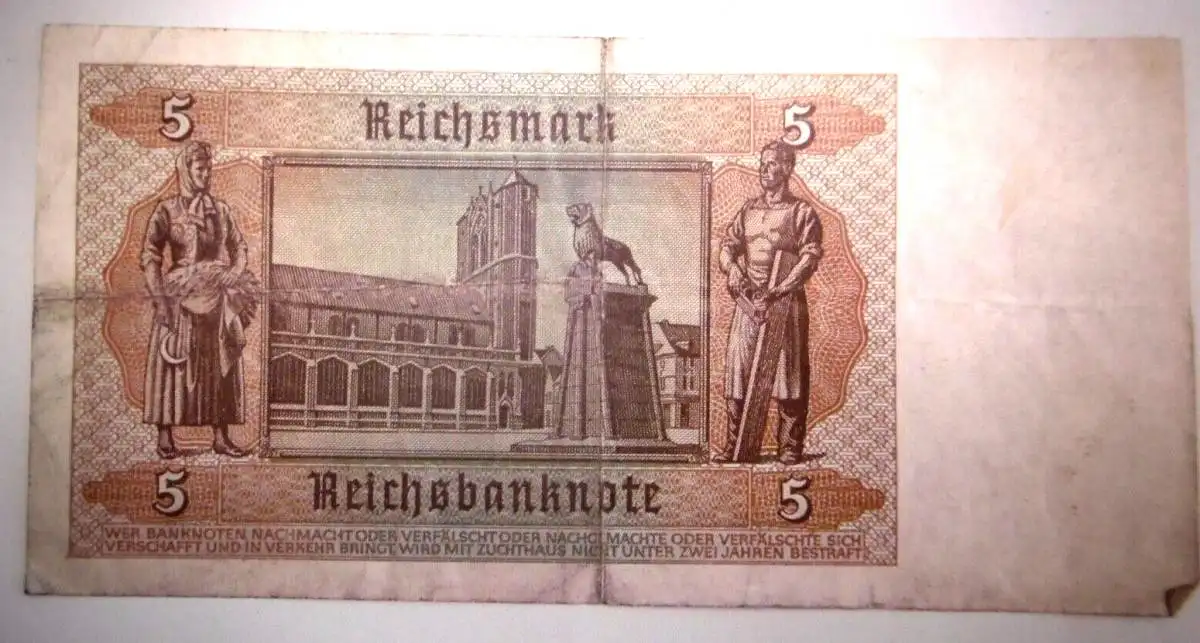 5 Reichsmark 5
5 Reichsbanknote 5
WER BANKNOTEN NACHMACHT ODER VERFÄLSCHT ODER NACHGEMACHTE ODER VERFÄLSCHTE SICH
VERSCHAFFT UND IN VERKEHR BRINGT, WIRD MIT ZUCHTHAUS NICHT UNTER ZWEI JAHREN BESTRAFT